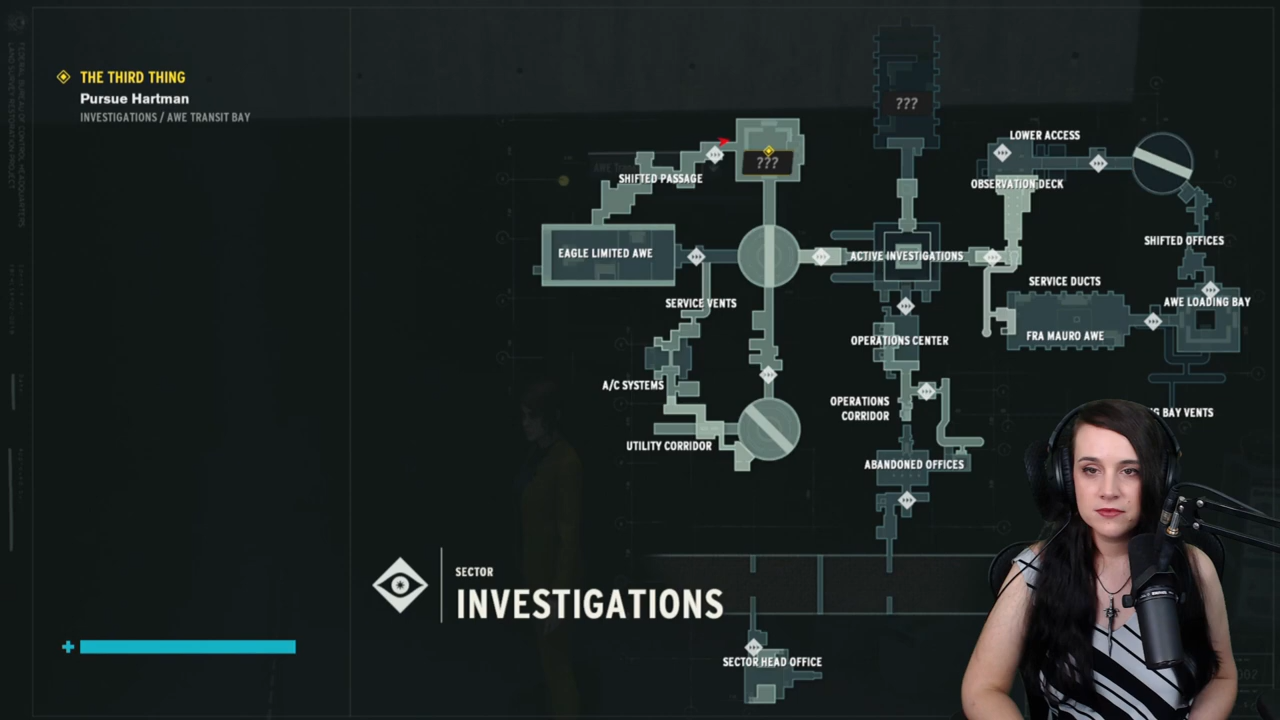 THE THIRD THING
Pursue Hartman
INVESTIGATIONS / AWE TRANSIT BAY
???
LOWER ACCESS
???
SHIFTED PASSAGE
OBSERVATION DECK
SHIFTED OFFICES
EAGLE LIMITED AWE
ACTIVE INVESTIGATIONS
SERVICE DUCTS
SERVICE VENTS
AWE LOADING BAY
FRA MAURO AWE
OPERATIONS CENTER
A/C SYSTEMS
OPERATIONS
CORRIDOR
BAY VENTS
UTILITY CORRIDOR
ABANDONED OFFICES
SECTOR
INVESTIGATIONS
SECTOR HEAD OFFICE